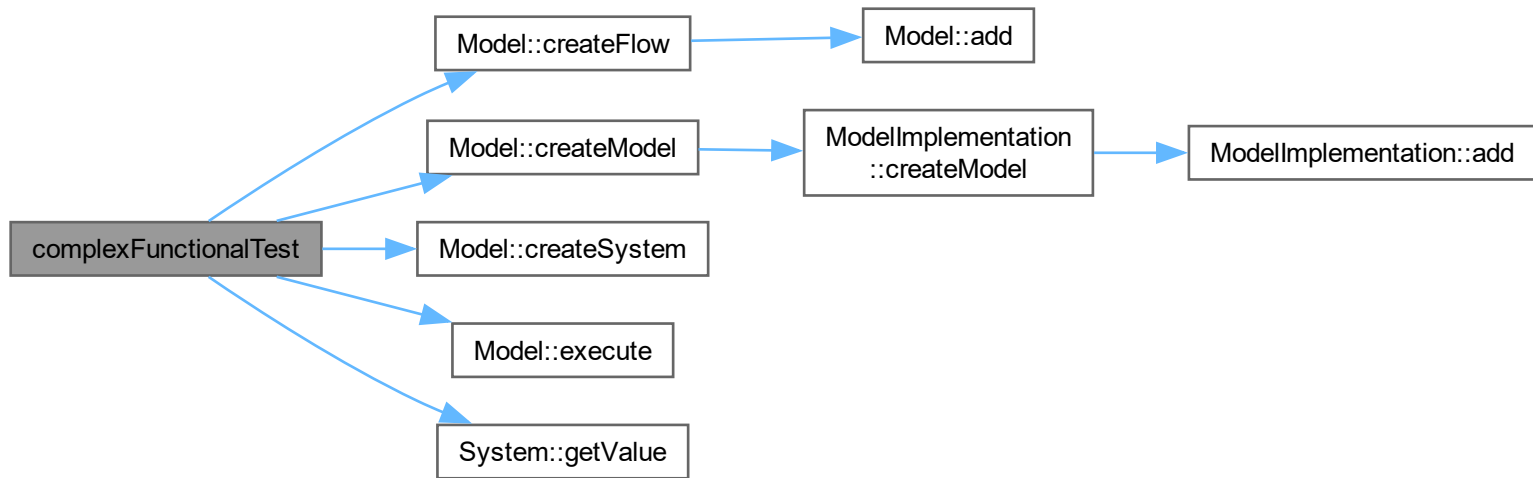 Model::createFlow
Model::add
Model::createModel
ModelImplementation
::createModel
ModelImplementation::add
complexFunctionalTest
Model::createSystem
Model::execute
System::getValue